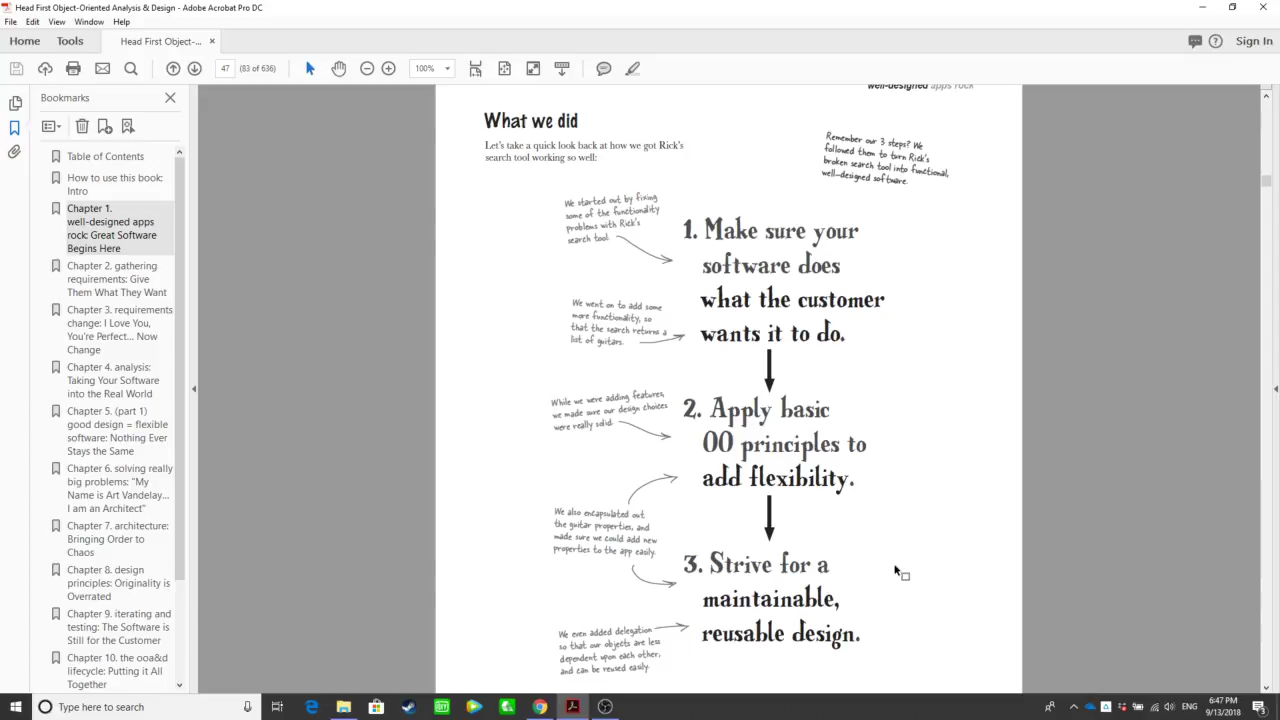 Head First Object-Oriented Analysis & Design - Adobe Acrobat Pro DC
File Edit View Window Help
Home Tools Head First Object-... × Sign In
47 (83 of 636) 100%
Bookmarks
Table of Contents
How to use this book:
Intro
Chapter 1.
well-designed apps
rock: Great Software
Begins Here
Chapter 2. gathering
requirements: Give
Them What They Want
Chapter 3. requirements
change: I Love You,
You're Perfect... Now
Change
Chapter 4. analysis:
Taking Your Software
into the Real World
Chapter 5. (part 1)
good design = flexible
software: Nothing Ever
Stays the Same
Chapter 6. solving really
big problems: "My
Name is Art Vandelay...
I am an Architect"
Chapter 7. architecture:
Bringing Order to
Chaos
Chapter 8. design
principles: Originality is
Overrated
Chapter 9. iterating and
testing: The Software is
Still for the Customer
Chapter 10. the ooa&d
lifecycle: Putting it All
Together
well-designed apps rock
What we did
Let's take a quick look back at how we got Rick's
search tool working so well:
Remember our 3 steps? We
followed them to turn Rick's
broken search tool into functional,
well-designed software.
We started out by fixing
some of the functionality
problems with Rick's
search tool.
1. Make sure your
software does
what the customer
wants it to do.
We went on to add some
more functionality, so
that the search returns a
list of guitars.
While we were adding features,
we made sure our design choices
were really solid.
2. Apply basic
OO principles to
add flexibility.
We also encapsulated out
the guitar properties, and
made sure we could add new
properties to the app easily.
3. Strive for a
maintainable,
reusable design.
We even added delegation
so that our objects are less
dependent upon each other,
and can be reused easily.
Type here to search
ENG
6:47 PM
9/13/2018